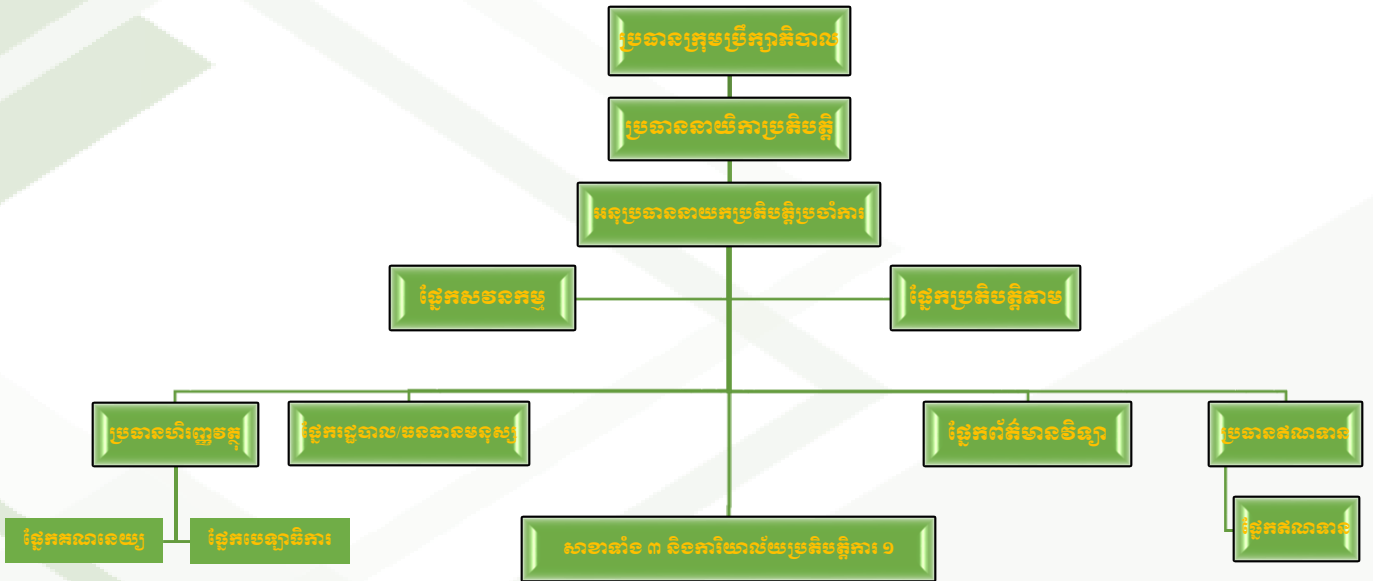 ប្រធានក្រុមប្រឹក្សាភិបាល
ប្រធាននាយិកាប្រតិបត្តិ
អនុប្រធាននាយកប្រតិបត្តិប្រចាំការ
ផ្នែកសវនកម្ម
ផ្នែកប្រតិបត្តិតាម
ប្រធានហិរញ្ញវត្ថុ
ផ្នែករដ្ឋបាល/ធនធានមនុស្ស
ផ្នែកព័ត៌មានវិទ្យា
ប្រធានឥណទាន
ផ្នែកគណនេយ្យ
ផ្នែកបេឡាធិការ
សាខាទាំង ៣ និងការិយាល័យប្រតិបត្តិការ ១
ផ្នែកឥណទាន